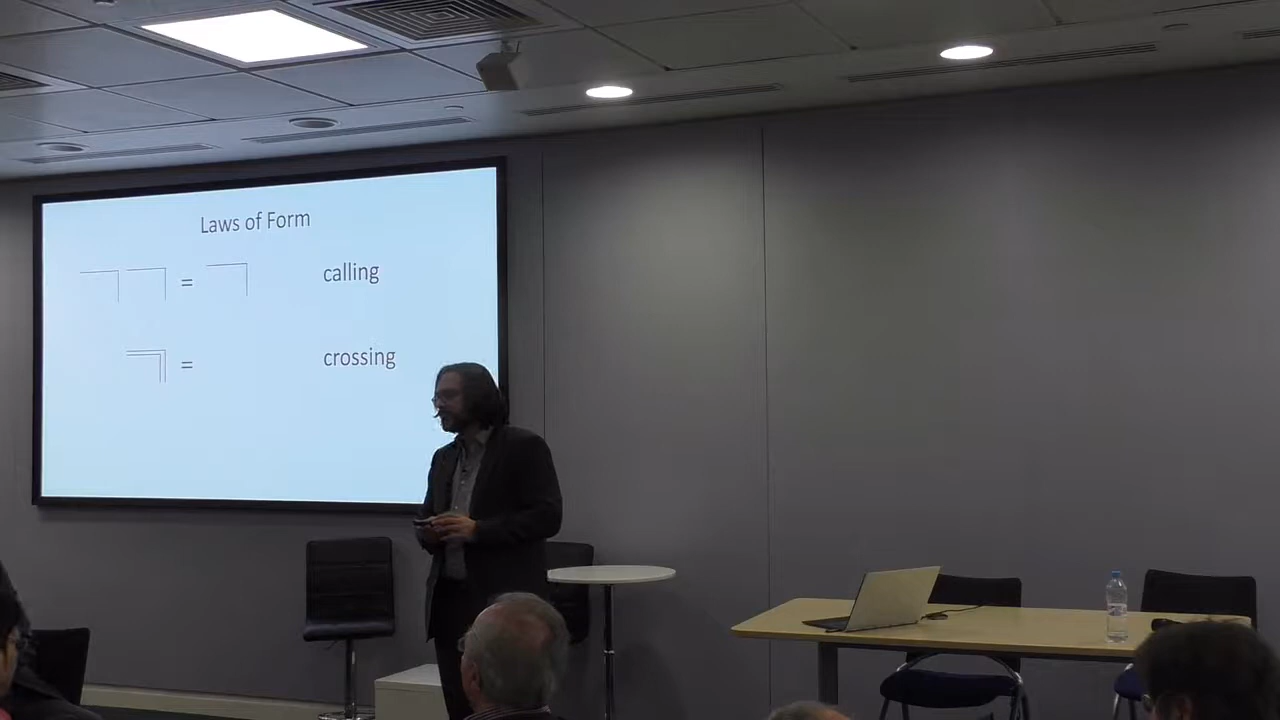 Laws of Form
= calling
= crossing